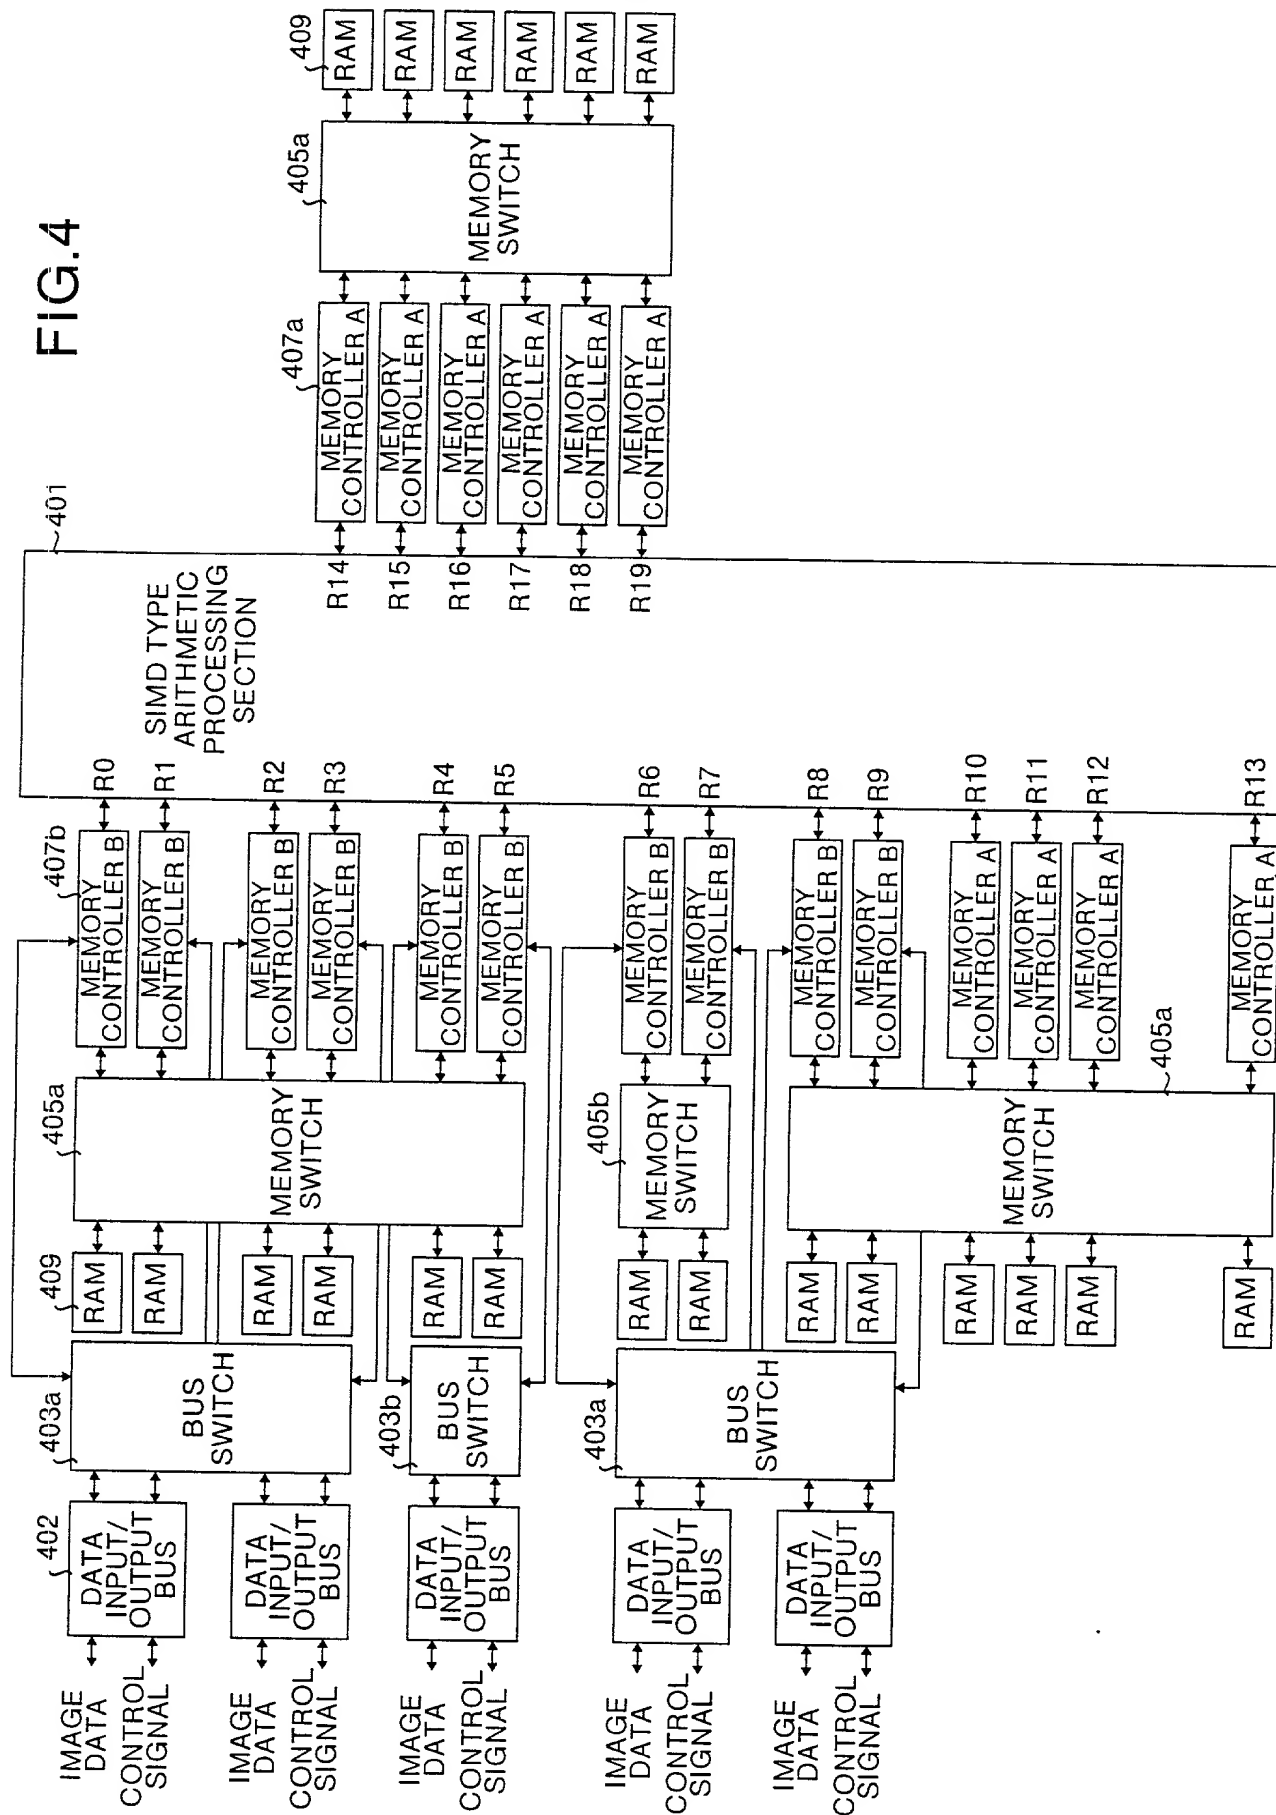 FIG.4
401
SIMD TYPE
ARITHMETIC
PROCESSING
SECTION
IMAGE
DATA
CONTROL
SIGNAL
402
DATA
INPUT/
OUTPUT
BUS
403a
BUS
SWITCH
409
RAM
RAM
RAM
RAM
RAM
RAM
405a
MEMORY
SWITCH
407b
MEMORY
CONTROLLER B
R0
MEMORY
CONTROLLER B
R1
IMAGE
DATA
CONTROL
SIGNAL
DATA
INPUT/
OUTPUT
BUS
MEMORY
CONTROLLER B
R2
MEMORY
CONTROLLER B
R3
IMAGE
DATA
CONTROL
SIGNAL
DATA
INPUT/
OUTPUT
BUS
403b
BUS
SWITCH
MEMORY
CONTROLLER B
R4
MEMORY
CONTROLLER B
R5
IMAGE
DATA
CONTROL
SIGNAL
DATA
INPUT/
OUTPUT
BUS
403a
BUS
SWITCH
RAM
RAM
405b
MEMORY
SWITCH
MEMORY
CONTROLLER B
R6
MEMORY
CONTROLLER B
R7
IMAGE
DATA
CONTROL
SIGNAL
DATA
INPUT/
OUTPUT
BUS
RAM
RAM
RAM
RAM
RAM
RAM
MEMORY
SWITCH
405a
MEMORY
CONTROLLER B
R8
MEMORY
CONTROLLER B
R9
MEMORY
CONTROLLER A
R10
MEMORY
CONTROLLER A
R11
MEMORY
CONTROLLER A
R12
MEMORY
CONTROLLER A
R13
407a
R14
MEMORY
CONTROLLER A
R15
MEMORY
CONTROLLER A
R16
MEMORY
CONTROLLER A
R17
MEMORY
CONTROLLER A
R18
MEMORY
CONTROLLER A
R19
MEMORY
CONTROLLER A
405a
MEMORY
SWITCH
409
RAM
RAM
RAM
RAM
RAM
RAM